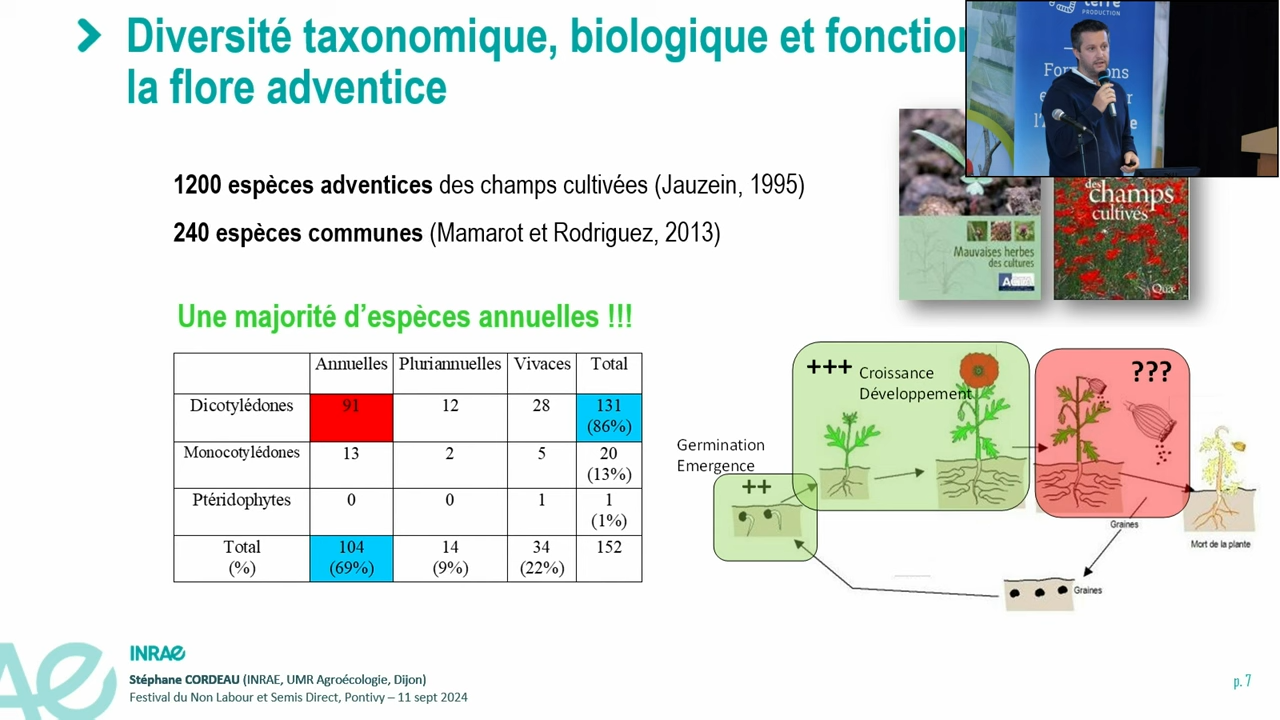 Diversité taxonomique, biologique et
la flore adventice
1200 espèces adventices des champs cultivées (Jauzein, 1995)
240 espèces communes (Mamarot et Rodriguez, 2013)
Une majorité d'espèces annuelles !!!
Annuelles Pluriannuelles Vivaces Total
Dicotylédones 91 12 28 131
(86%)
Monocotylédones 13 2 5 20
(13%)
Ptéridophytes 0 0 1 1
(1%)
Total 104 14 34 152
(%) (69%) (9%) (22%)
terre
PRODUCTION
Mauvaises herbes
des cultures
des champs
cultivés
Quæ
+++ Croissance
Développement
???
Germination
Emergence
++
Graines
Mort de la plante
Graines
INRAE
Stéphane CORDEAU (INRAE, UMR Agroécologie, Dijon)
Festival du Non Labour et Semis Direct, Pontivy – 11 sept 2024
p. 7